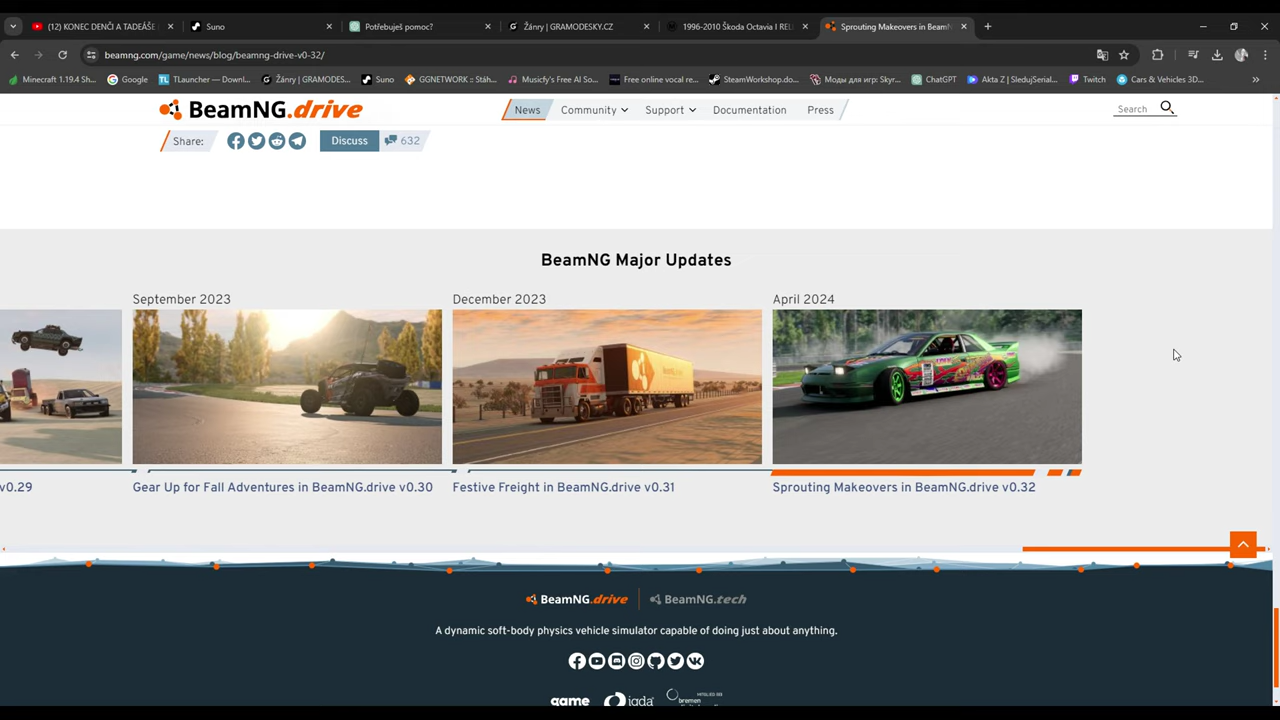 (12) KONEC DENČI A TADEÁŠE
Suno
Potřebuješ pomoc?
Žánry | GRAMODESKY.CZ
1996-2010 Škoda Octavia I REL
Sprouting Makeovers in BeamN
beamng.com/game/news/blog/beamng-drive-v0-32/
Minecraft 1.19.4 Sh...
Google
TLauncher — Downl...
Žánry | GRAMODES...
Suno
GGNETWORK :: Stáh...
Musicfy's Free AI So...
Free online vocal re...
SteamWorkshop.do...
Моды для игр: Skyr...
ChatGPT
Akta Z | SledujSerial...
Twitch
Cars & Vehicles 3D...
BeamNG.drive
News
Community
Support
Documentation
Press
Search
Share:
Discuss
632
BeamNG Major Updates
September 2023
December 2023
April 2024
v0.29
Gear Up for Fall Adventures in BeamNG.drive v0.30
Festive Freight in BeamNG.drive v0.31
Sprouting Makeovers in BeamNG.drive v0.32
BeamNG.drive
BeamNG.tech
A dynamic soft-body physics vehicle simulator capable of doing just about anything.
game
igda
bremen